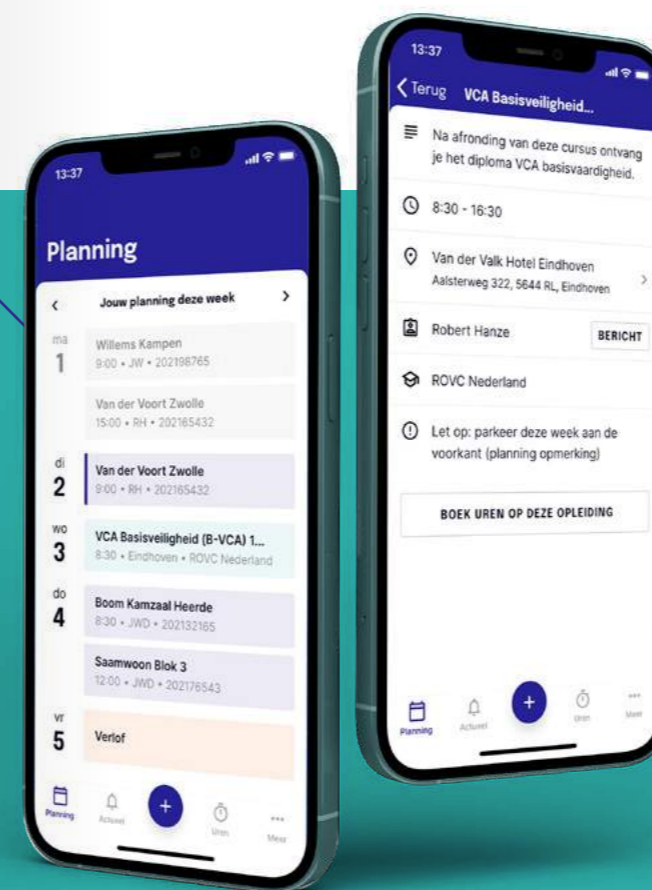 13:37
Planning
Jouw planning deze week
ma
1
Willems Kampen
9:00 • JW • 202198765
Van der Voort Zwolle
15:00 • RH • 202165432
di
2
Van der Voort Zwolle
9:00 • RH • 202165432
wo
3
VCA Basisveiligheid (B-VCA) 1...
8:30 • Eindhoven • ROVC Nederland
do
4
Boom Kamzaal Heerde
8:30 • JWD • 202132165
Saamwoon Blok 3
12:00 • JWD • 202176543
vr
5
Verlof
Planning
Actueel
Uren
Meer
13:37
Terug VCA Basisveiligheid...
Na afronding van deze cursus ontvang
je het diploma VCA basisvaardigheid.
8:30 - 16:30
Van der Valk Hotel Eindhoven
Aalsterweg 322, 5644 RL, Eindhoven
Robert Hanze
BERICHT
ROVC Nederland
Let op: parkeer deze week aan de
voorkant (planning opmerking)
BOEK UREN OP DEZE OPLEIDING
Planning
Actueel
Uren
Meer